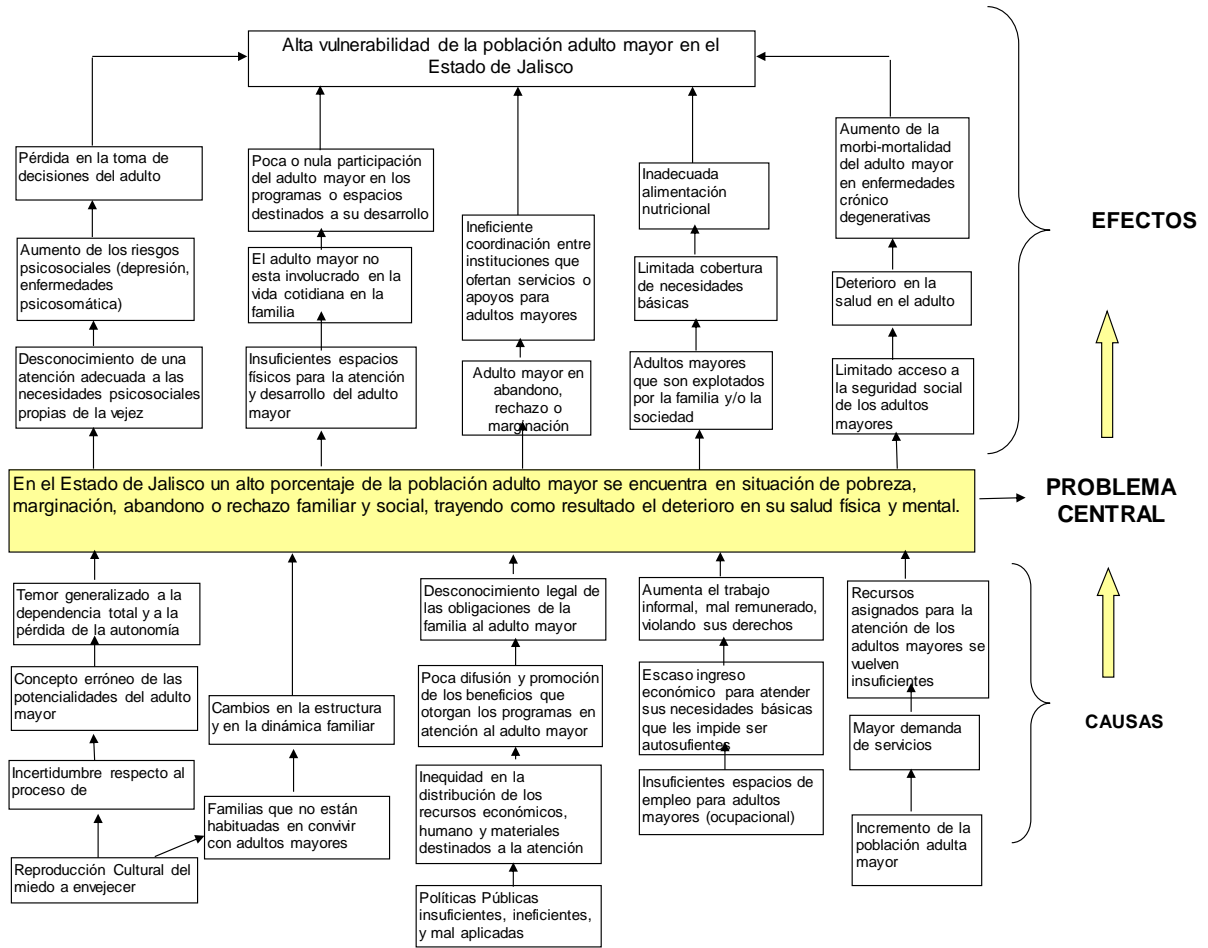 Alta vulnerabilidad de la población adulto mayor en el
Estado de Jalisco
Pérdida en la toma de
decisiones del adulto
Poca o nula participación
del adulto mayor en los
programas o espacios
destinados a su desarrollo
Inadecuada
alimentación
nutricional
Aumento de la
morbi-mortalidad
del adulto mayor
en enfermedades
crónico
degenerativas
Aumento de los riesgos
psicosociales (depresión,
enfermedades
psicosomática)
El adulto mayor no
esta involucrado en la
vida cotidiana en la
familia
Ineficiente
coordinación entre
instituciones que
ofertan servicios o
apoyos para
adultos mayores
Limitada cobertura
de necesidades
básicas
Deterioro en la
salud en el adulto
EFECTOS
Desconocimiento de una
atención adecuada a las
necesidades psicosociales
propias de la vejez
Insuficientes espacios
físicos para la atención
y desarrollo del adulto
mayor
Adulto mayor en
abandono,
rechazo o
marginación
Adultos mayores
que son explotados
por la familia y/o la
sociedad
Limitado acceso a
la seguridad social
de los adultos
mayores
En el Estado de Jalisco un alto porcentaje de la población adulto mayor se encuentra en situación de pobreza,
marginación, abandono o rechazo familiar y social, trayendo como resultado el deterioro en su salud física y mental.
PROBLEMA
CENTRAL
Temor generalizado a la
dependencia total y a la
pérdida de la autonomía
Desconocimiento legal de
las obligaciones de la
familia al adulto mayor
Aumenta el trabajo
informal, mal remunerado,
violando sus derechos
Recursos
asignados para la
atención de los
adultos mayores se
vuelven
insuficientes
Concepto erróneo de las
potencialidades del adulto
mayor
Cambios en la estructura
y en la dinámica familiar
Poca difusión y promoción
de los beneficios que
otorgan los programas en
atención al adulto mayor
Escaso ingreso
económico para atender
sus necesidades básicas
que les impide ser
autosufientes
Mayor demanda
de servicios
CAUSAS
Incertidumbre respecto al
proceso de
Familias que no están
habituadas en convivir
con adultos mayores
Inequidad en la
distribución de los
recursos económicos,
humano y materiales
destinados a la atención
Insuficientes espacios de
empleo para adultos
mayores (ocupacional)
Incremento de la
población adulta
mayor
Reproducción Cultural del
miedo a envejecer
Políticas Públicas
insuficientes, ineficientes,
y mal aplicadas